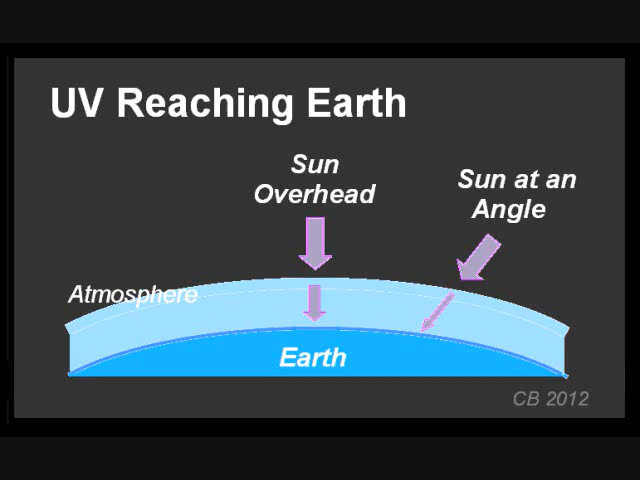 UV Reaching Earth
Sun
Overhead
Sun at an
Angle
Atmosphere
Earth
CB 2012